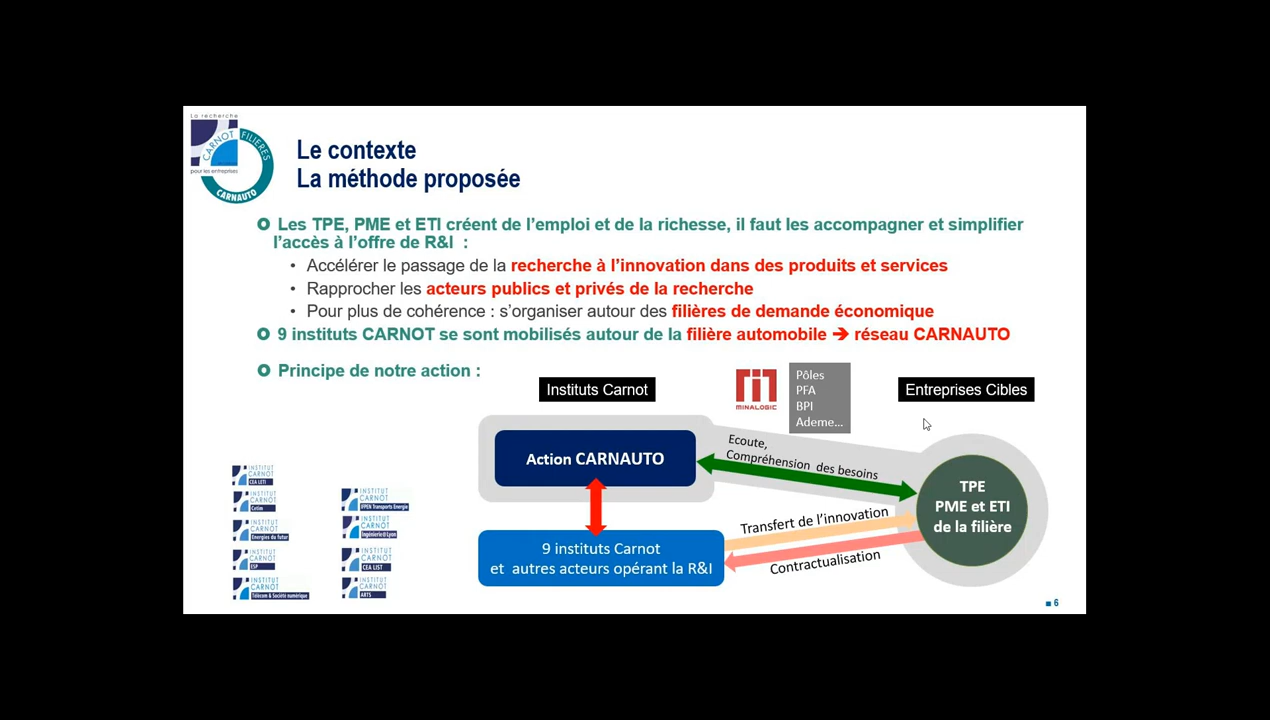 La recherche
CARNOT
FILIÈRES
pour les entreprises
CARNAUTO
Le contexte
La méthode proposée
Les TPE, PME et ETI créent de l'emploi et de la richesse, il faut les accompagner et simplifier
l'accès à l'offre de R&I :
• Accélérer le passage de la recherche à l'innovation dans des produits et services
• Rapprocher les acteurs publics et privés de la recherche
• Pour plus de cohérence : s'organiser autour des filières de demande économique
9 instituts CARNOT se sont mobilisés autour de la filière automobile ➔ réseau CARNAUTO
Principe de notre action :
Instituts Carnot
MINALOGIC
Pôles
PFA
BPI
Ademe...
Entreprises Cibles
Action CARNAUTO
Ecoute,
Compréhension des besoins
TPE
PME et ETI
de la filière
Transfert de l'innovation
Contractualisation
9 instituts Carnot
et autres acteurs opérant la R&I
INSTITUT
CARNOT
CEA LETI
INSTITUT
CARNOT
Cetim
INSTITUT
CARNOT
Energies du futur
INSTITUT
CARNOT
ESP
INSTITUT
CARNOT
Télécom & Société numérique
INSTITUT
CARNOT
IFPEN Transports Energie
INSTITUT
CARNOT
Ingénierie@Lyon
INSTITUT
CARNOT
CEA LIST
INSTITUT
CARNOT
ARTS
6